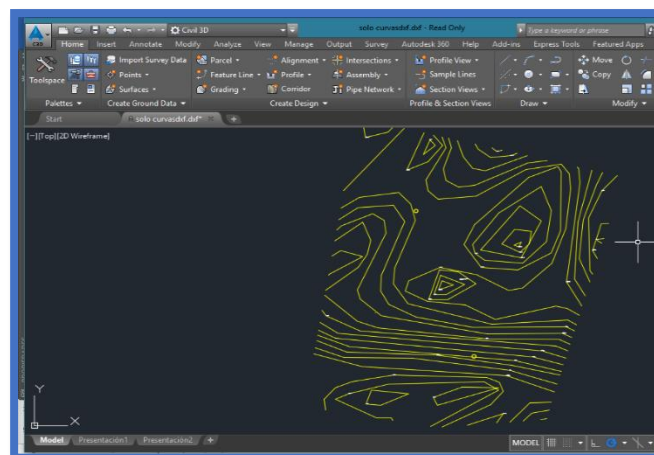 Civil 3D
solo curvasdxf.dxf - Read Only
Type a keyword or phrase
Home Insert Annotate Modify Analyze View Manage Output Survey Autodesk 360 Help Add-ins Express Tools Featured Apps
Import Survey Data Parcel Alignment Intersections Profile View Move
Toolspace Points Feature Line Profile Assembly Sample Lines Copy
Surfaces Grading Corridor Pipe Network Section Views
Palettes Create Ground Data Create Design Profile & Section Views Draw Modify
Start solo curvasdxf.dxf*
[-][Top][2D Wireframe]
Y
X
Model Presentación1 Presentación2 +
MODEL